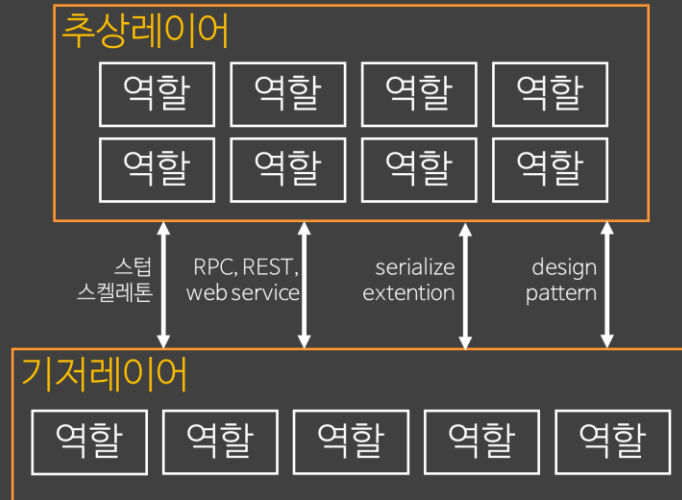 추상레이어
역할 역할 역할 역할
역할 역할 역할 역할
스텁 RPC, REST, serialize design
스켈레톤 web service extention pattern
기저레이어
역할 역할 역할 역할 역할